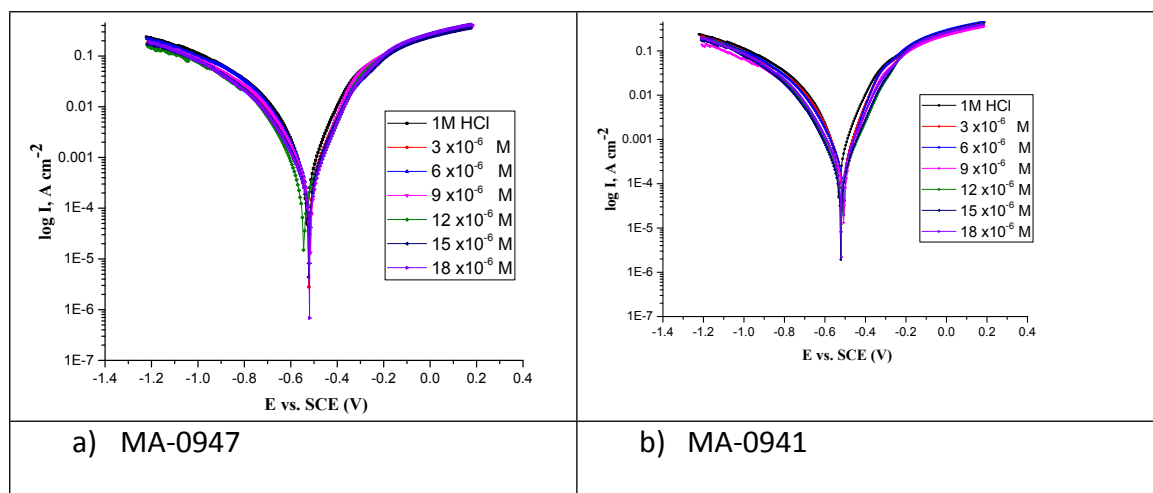 log I, A cm-2
0.1
0.01
0.001
1E-4
1E-5
1E-6
1E-7
-1.4 -1.2 -1.0 -0.8 -0.6 -0.4 -0.2 0.0 0.2 0.4
E vs. SCE (V)
1M HCl
3 x10-6 M
6 x10-6 M
9 x10-6 M
12 x10-6 M
15 x10-6 M
18 x10-6 M
log I, A cm-2
0.1
0.01
0.001
1E-4
1E-5
1E-6
1E-7
-1.4 -1.2 -1.0 -0.8 -0.6 -0.4 -0.2 0.0 0.2 0.4
E vs. SCE (V)
1M HCl
3 x10-6 M
6 x10-6 M
9 x10-6 M
12 x10-6 M
15 x10-6 M
18 x10-6 M
a) MA-0947
b) MA-0941